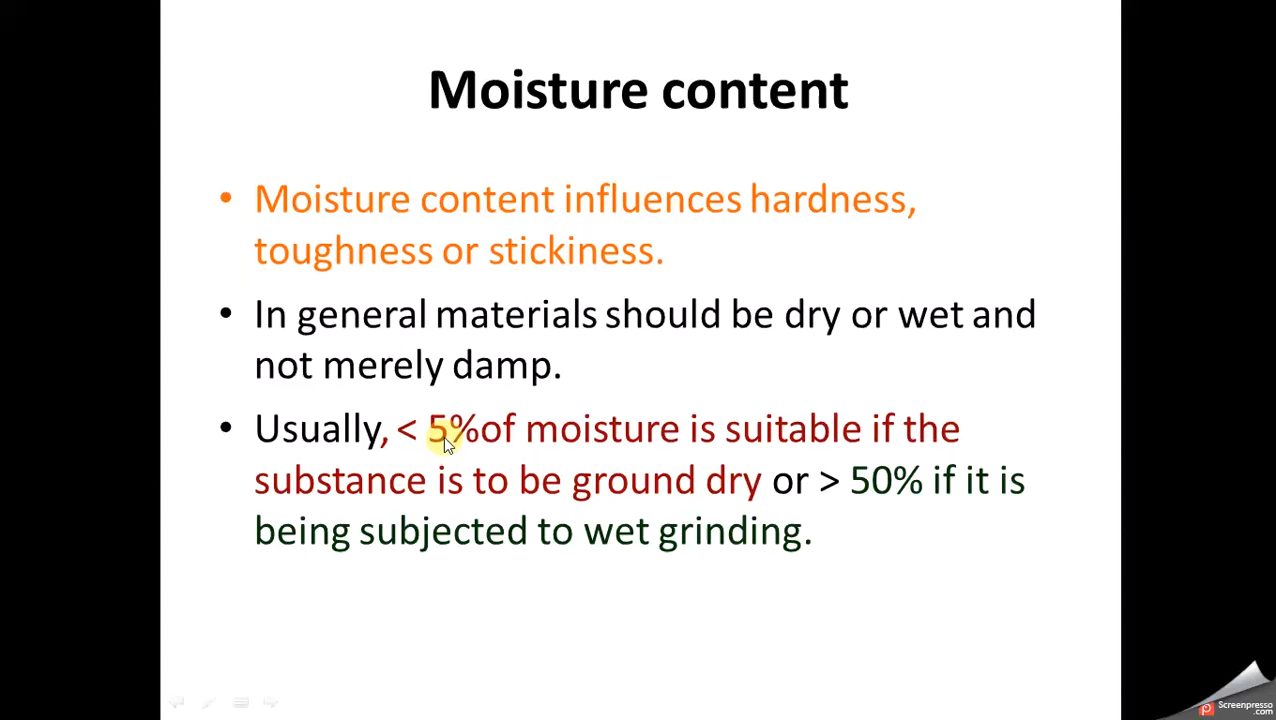 Moisture content
• Moisture content influences hardness,
toughness or stickiness.
• In general materials should be dry or wet and
not merely damp.
• Usually, < 5%of moisture is suitable if the
substance is to be ground dry or > 50% if it is
being subjected to wet grinding.
Screenpresso
.com